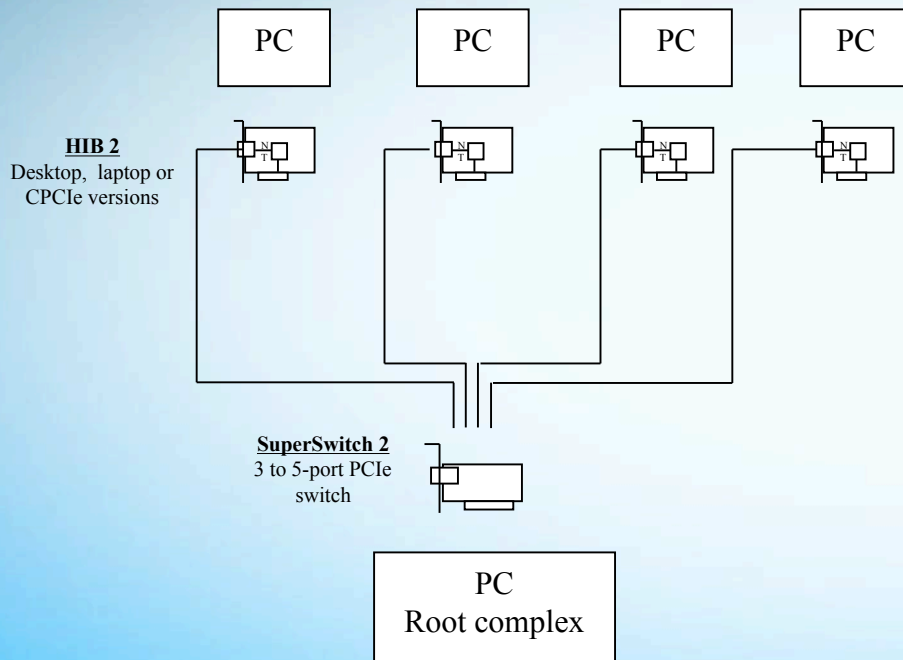 PC
PC
PC
PC
HIB 2
Desktop, laptop or
CPCIe versions
N
T
N
T
N
T
N
T
SuperSwitch 2
3 to 5-port PCIe
switch
PC
Root complex